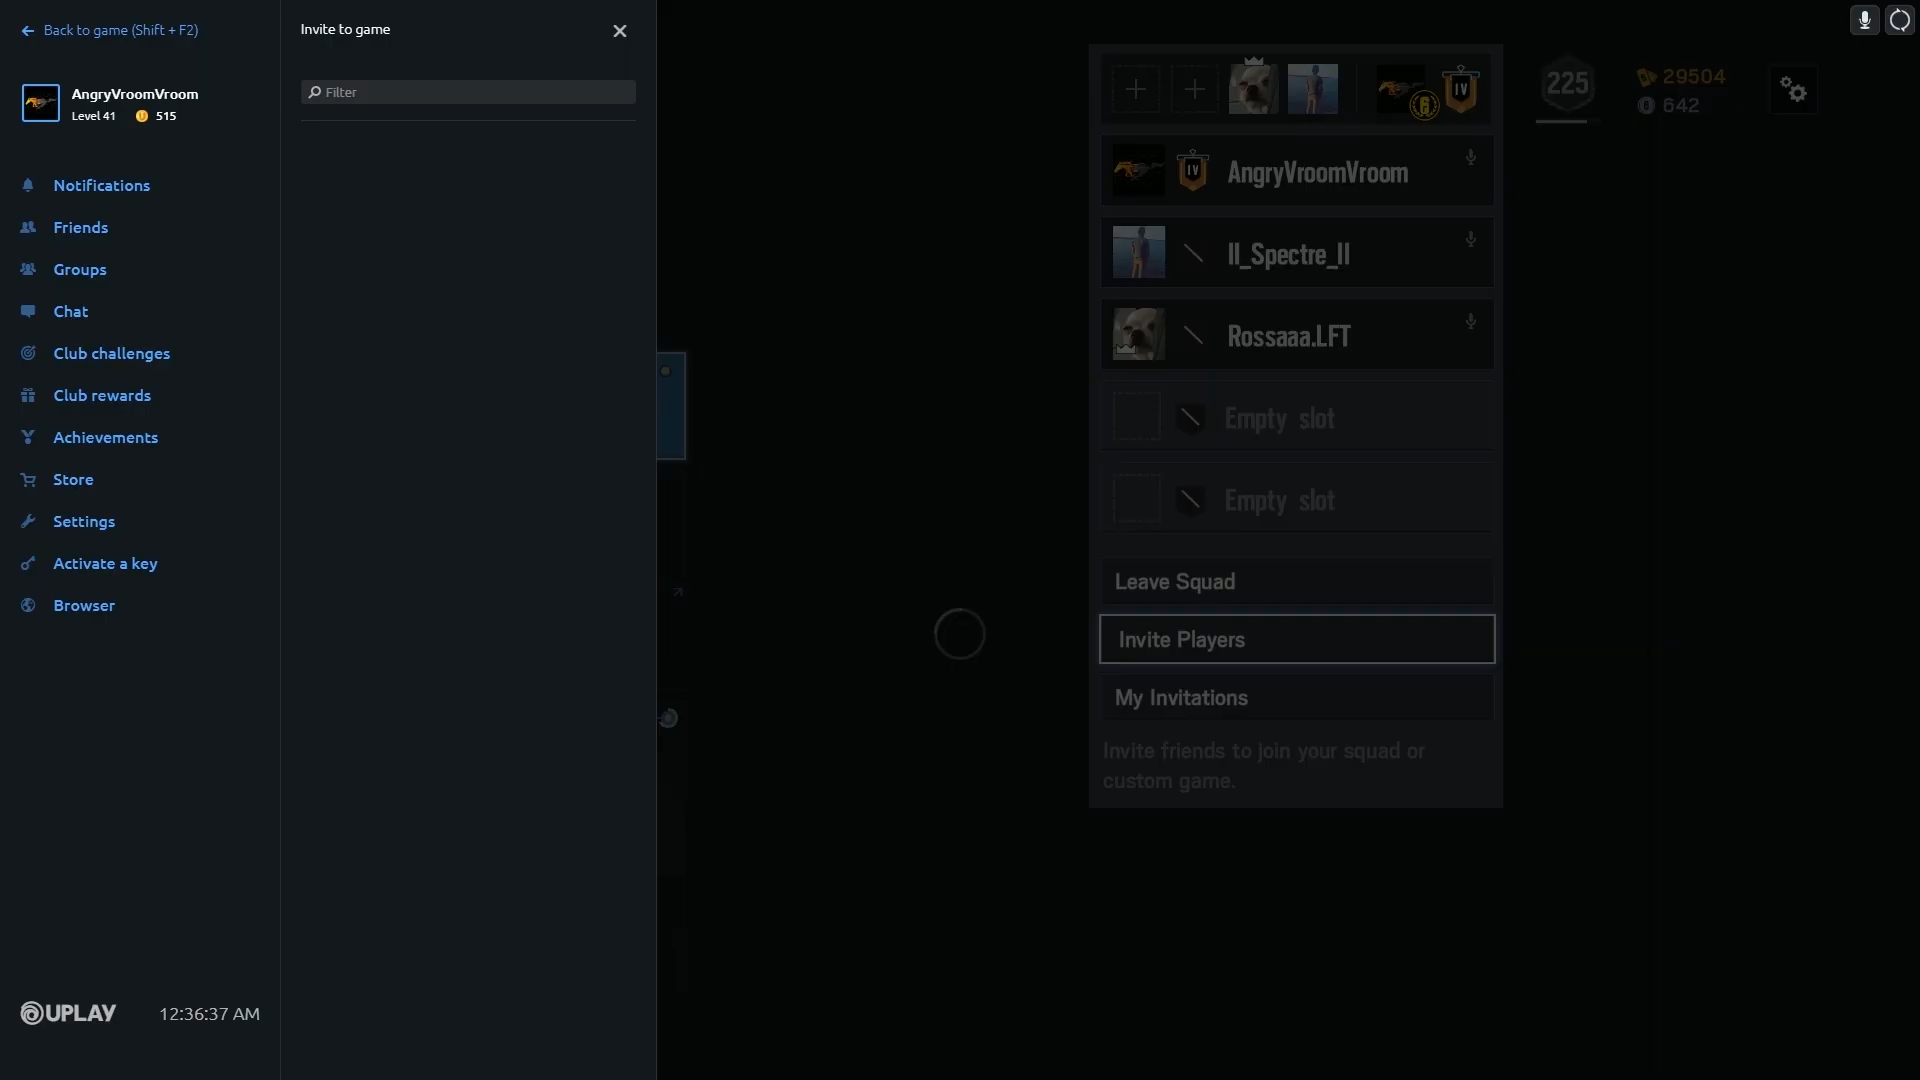 Back to game (Shift + F2)
AngryVroomVroom
Level 41
515
Notifications
Friends
Groups
Chat
Club challenges
Club rewards
Achievements
Store
Settings
Activate a key
Browser
UPLAY
12:36:37 AM
Invite to game
Filter
IV
225
29504
642
IV
AngryVroomVroom
II_Spectre_II
Rossaaa.LFT
Empty slot
Empty slot
Leave Squad
Invite Players
My Invitations
Invite friends to join your squad or
custom game.